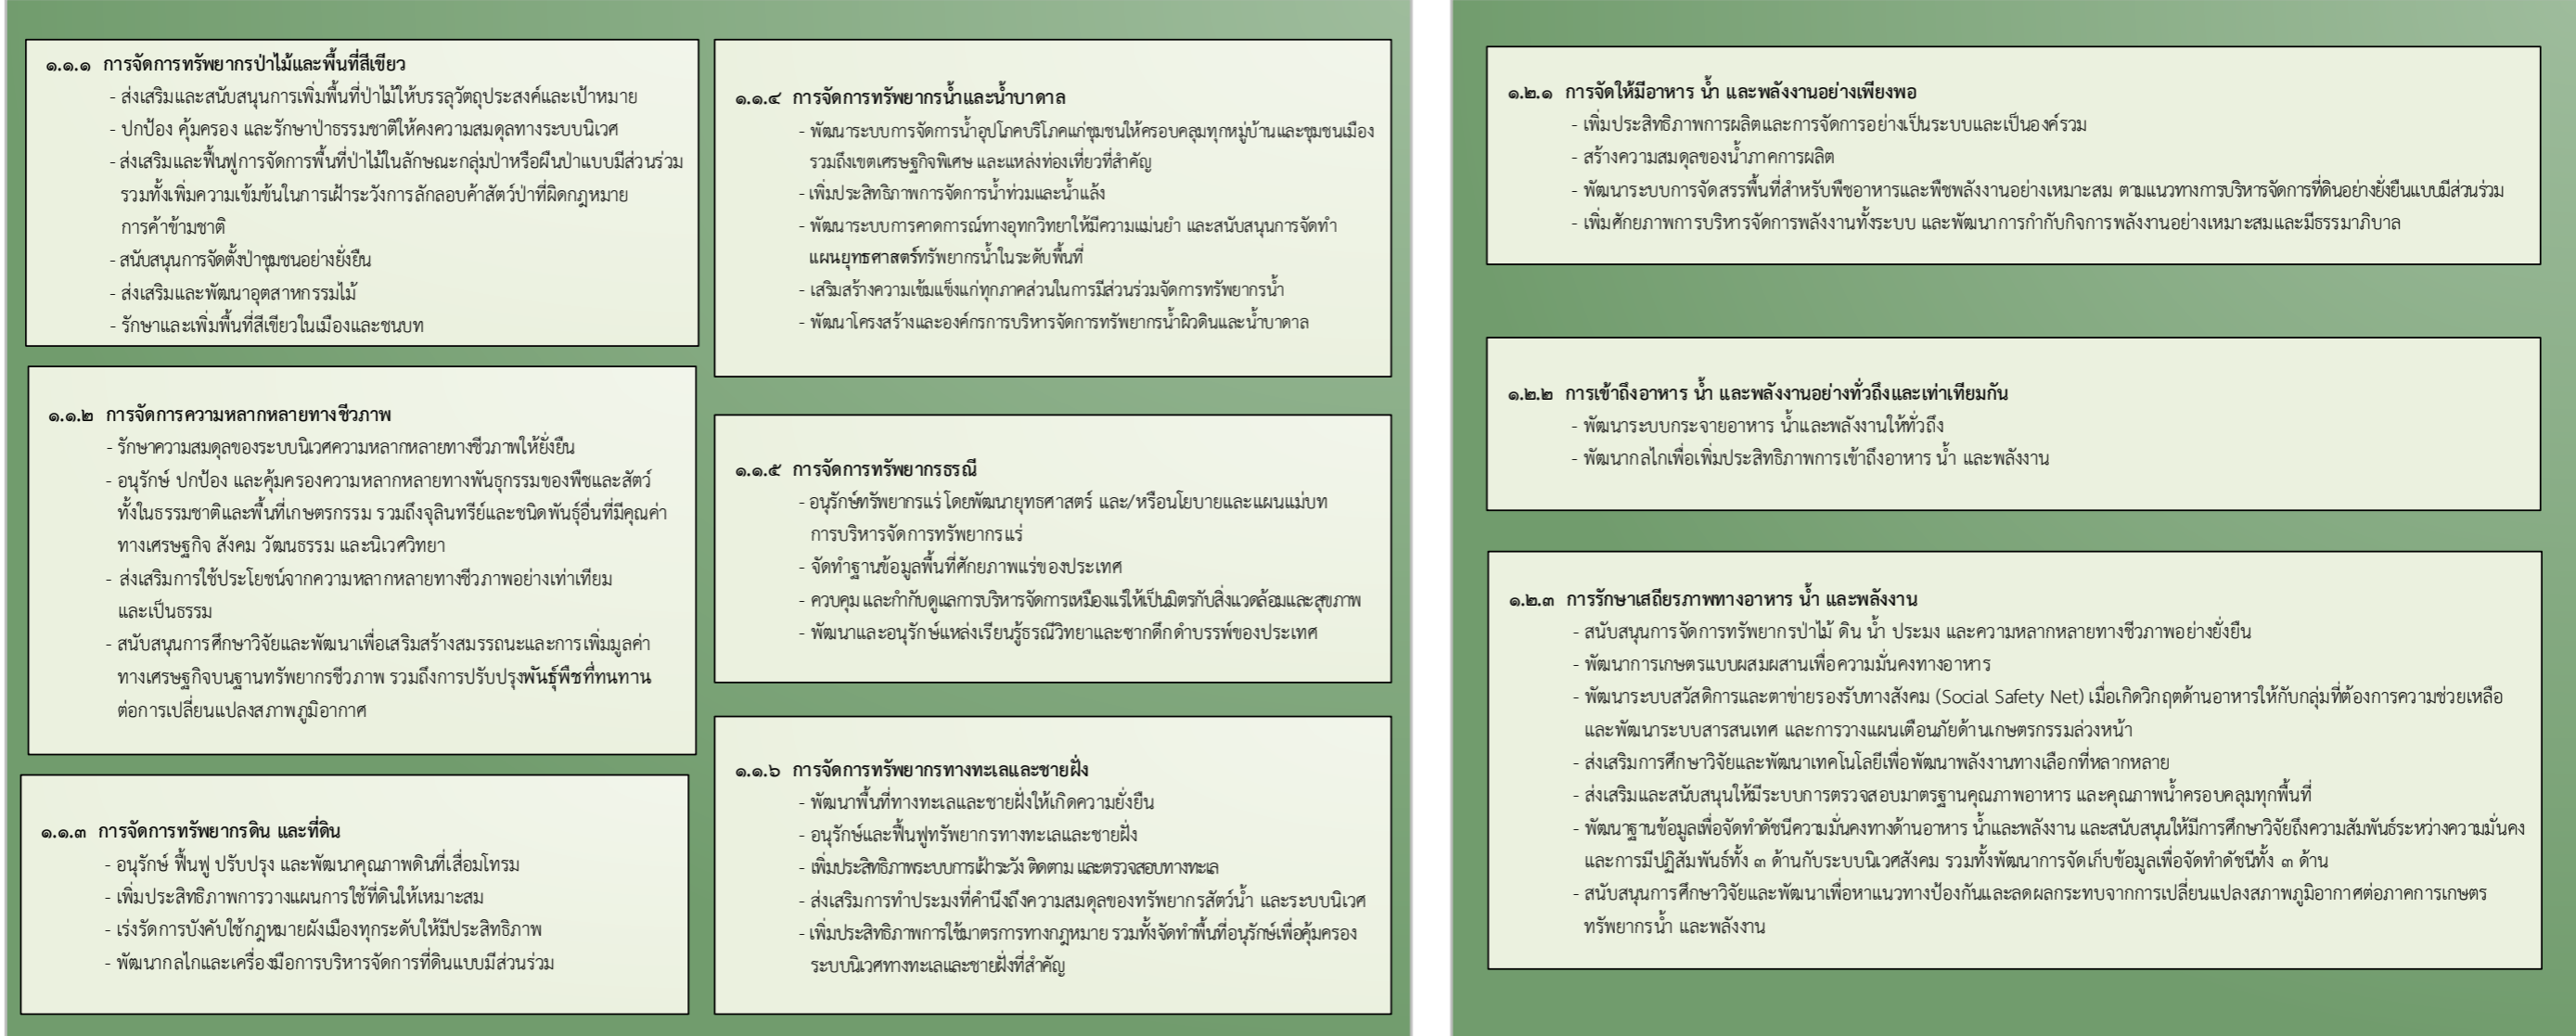 ๑.๑.๑ การจัดการทรัพยากรป่าไม้และพื้นที่สีเขียว
- ส่งเสริมและสนับสนุนการเพิ่มพื้นที่ป่าไม้ให้บรรลุวัตถุประสงค์และเป้าหมาย
- ปกป้อง คุ้มครอง และรักษาป่าธรรมชาติให้คงความสมดุลทางระบบนิเวศ
- ส่งเสริมและฟื้นฟูการจัดการพื้นที่ป่าไม้ในลักษณะกลุ่มป่าหรือผืนป่าแบบมีส่วนร่วม
รวมทั้งเพิ่มความเข้มข้นในการเฝ้าระวังการลักลอบค้าสัตว์ป่าที่ผิดกฎหมาย
การค้าข้ามชาติ
- สนับสนุนการจัดตั้งป่าชุมชนอย่างยั่งยืน
- ส่งเสริมและพัฒนาอุตสาหกรรมไม้
- รักษาและเพิ่มพื้นที่สีเขียวในเมืองและชนบท
๑.๑.๒ การจัดการความหลากหลายทางชีวภาพ
- รักษาความสมดุลของระบบนิเวศความหลากหลายทางชีวภาพให้ยั่งยืน
- อนุรักษ์ ปกป้อง และคุ้มครองความหลากหลายทางพันธุกรรมของพืชและสัตว์
ทั้งในธรรมชาติและพื้นที่เกษตรกรรม รวมถึงจุลินทรีย์และชนิดพันธุ์อื่นที่มีคุณค่า
ทางเศรษฐกิจ สังคม วัฒนธรรม และนิเวศวิทยา
- ส่งเสริมการใช้ประโยชน์จากความหลากหลายทางชีวภาพอย่างเท่าเทียม
และเป็นธรรม
- สนับสนุนการศึกษาวิจัยและพัฒนาเพื่อเสริมสร้างสมรรถนะและการเพิ่มมูลค่า
ทางเศรษฐกิจบนฐานทรัพยากรชีวภาพ รวมถึงการปรับปรุงพันธุ์พืชที่ทนทาน
ต่อการเปลี่ยนแปลงสภาพภูมิอากาศ
๑.๑.๓ การจัดการทรัพยากรดิน และที่ดิน
- อนุรักษ์ ฟื้นฟู ปรับปรุง และพัฒนาคุณภาพดินที่เสื่อมโทรม
- เพิ่มประสิทธิภาพการวางแผนการใช้ที่ดินให้เหมาะสม
- เร่งรัดการบังคับใช้กฎหมายผังเมืองทุกระดับให้มีประสิทธิภาพ
- พัฒนากลไกและเครื่องมือการบริหารจัดการที่ดินแบบมีส่วนร่วม
๑.๑.๔ การจัดการทรัพยากรน้ำและน้ำบาดาล
- พัฒนาระบบการจัดการน้ำอุปโภคบริโภคแก่ชุมชนให้ครอบคลุมทุกหมู่บ้านและชุมชนเมือง
รวมถึงเขตเศรษฐกิจพิเศษ และแหล่งท่องเที่ยวที่สำคัญ
- เพิ่มประสิทธิภาพการจัดการน้ำท่วมและน้ำแล้ง
- พัฒนาระบบการคาดการณ์ทางอุทกวิทยาให้มีความแม่นยำ และสนับสนุนการจัดทำ
แผนยุทธศาสตร์ทรัพยากรน้ำในระดับพื้นที่
- เสริมสร้างความเข้มแข็งแก่ทุกภาคส่วนในการมีส่วนร่วมจัดการทรัพยากรน้ำ
- พัฒนาโครงสร้างและองค์กรการบริหารจัดการทรัพยากรน้ำผิวดินและน้ำบาดาล
๑.๑.๕ การจัดการทรัพยากรธรณี
- อนุรักษ์ทรัพยากรแร่ โดยพัฒนายุทธศาสตร์ และ/หรือนโยบายและแผนแม่บท
การบริหารจัดการทรัพยากรแร่
- จัดทำฐานข้อมูลพื้นที่ศักยภาพแร่ของประเทศ
- ควบคุม และกำกับดูแลการบริหารจัดการเหมืองแร่ให้เป็นมิตรกับสิ่งแวดล้อมและสุขภาพ
- พัฒนาและอนุรักษ์แหล่งเรียนรู้ธรณีวิทยาและซากดึกดำบรรพ์ของประเทศ
๑.๑.๖ การจัดการทรัพยากรทางทะเลและชายฝั่ง
- พัฒนาพื้นที่ทางทะเลและชายฝั่งให้เกิดความยั่งยืน
- อนุรักษ์และฟื้นฟูทรัพยากรทางทะเลและชายฝั่ง
- เพิ่มประสิทธิภาพระบบการเฝ้าระวัง ติดตาม และตรวจสอบทางทะเล
- ส่งเสริมการทำประมงที่คำนึงถึงความสมดุลของทรัพยากรสัตว์น้ำ และระบบนิเวศ
- เพิ่มประสิทธิภาพการใช้มาตรการทางกฎหมาย รวมทั้งจัดทำพื้นที่อนุรักษ์เพื่อคุ้มครอง
ระบบนิเวศทางทะเลและชายฝั่งที่สำคัญ
๑.๒.๑ การจัดให้มีอาหาร น้ำ และพลังงานอย่างเพียงพอ
- เพิ่มประสิทธิภาพการผลิตและการจัดการอย่างเป็นระบบและเป็นองค์รวม
- สร้างความสมดุลของน้ำภาคการผลิต
- พัฒนาระบบการจัดสรรพื้นที่สำหรับพืชอาหารและพืชพลังงานอย่างเหมาะสม ตามแนวทางการบริหารจัดการที่ดินอย่างยั่งยืนแบบมีส่วนร่วม
- เพิ่มศักยภาพการบริหารจัดการพลังงานทั้งระบบ และพัฒนาการกำกับกิจการพลังงานอย่างเหมาะสมและมีธรรมาภิบาล
๑.๒.๒ การเข้าถึงอาหาร น้ำ และพลังงานอย่างทั่วถึงและเท่าเทียมกัน
- พัฒนาระบบกระจายอาหาร น้ำและพลังงานให้ทั่วถึง
- พัฒนากลไกเพื่อเพิ่มประสิทธิภาพการเข้าถึงอาหาร น้ำ และพลังงาน
๑.๒.๓ การรักษาเสถียรภาพทางอาหาร น้ำ และพลังงาน
- สนับสนุนการจัดการทรัพยากรป่าไม้ ดิน น้ำ ประมง และความหลากหลายทางชีวภาพอย่างยั่งยืน
- พัฒนาการเกษตรแบบผสมผสานเพื่อความมั่นคงทางอาหาร
- พัฒนาระบบสวัสดิการและตาข่ายรองรับทางสังคม (Social Safety Net) เมื่อเกิดวิกฤตด้านอาหารให้กับกลุ่มที่ต้องการความช่วยเหลือ
และพัฒนาระบบสารสนเทศ และการวางแผนเตือนภัยด้านเกษตรกรรมล่วงหน้า
- ส่งเสริมการศึกษาวิจัยและพัฒนาเทคโนโลยีเพื่อพัฒนาพลังงานทางเลือกที่หลากหลาย
- ส่งเสริมและสนับสนุนให้มีระบบการตรวจสอบมาตรฐานคุณภาพอาหาร และคุณภาพน้ำครอบคลุมทุกพื้นที่
- พัฒนาฐานข้อมูลเพื่อจัดทำดัชนีความมั่นคงทางด้านอาหาร น้ำและพลังงาน และสนับสนุนให้มีการศึกษาวิจัยถึงความสัมพันธ์ระหว่างความมั่นคง
และการมีปฏิสัมพันธ์ทั้ง ๓ ด้านกับระบบนิเวศสังคม รวมทั้งพัฒนาการจัดเก็บข้อมูลเพื่อจัดทำดัชนีทั้ง ๓ ด้าน
- สนับสนุนการศึกษาวิจัยและพัฒนาเพื่อหาแนวทางป้องกันและลดผลกระทบจากการเปลี่ยนแปลงสภาพภูมิอากาศต่อภาคการเกษตร
ทรัพยากรน้ำ และพลังงาน